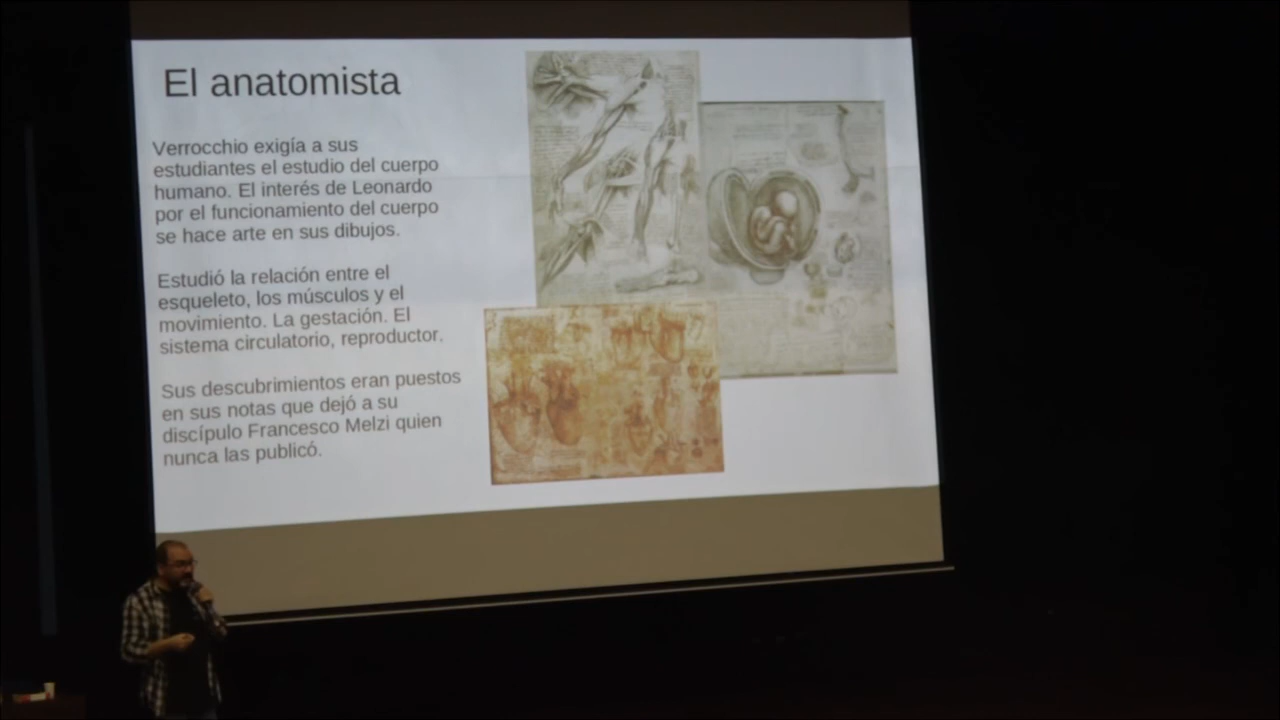 El anatomista
Verrocchio exigía a sus
estudiantes el estudio del cuerpo
humano. El interés de Leonardo
por el funcionamiento del cuerpo
se hace arte en sus dibujos.
Estudió la relación entre el
esqueleto, los músculos y el
movimiento. La gestación. El
sistema circulatorio, reproductor.
Sus descubrimientos eran puestos
en sus notas que dejó a su
discípulo Francesco Melzi quien
nunca las publicó.